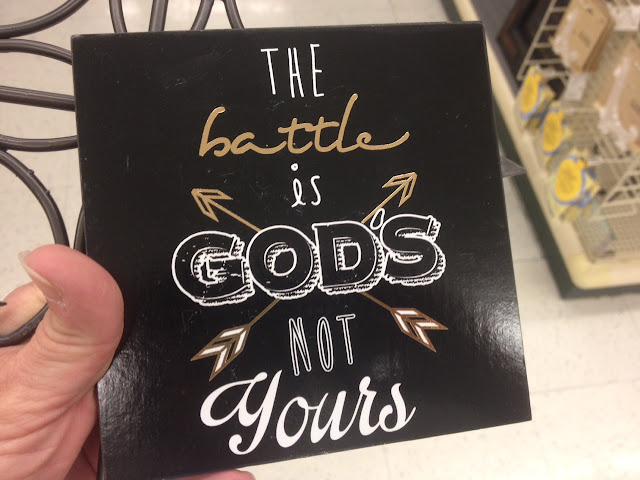 THE
battle
is
GOD'S
NOT
Yours